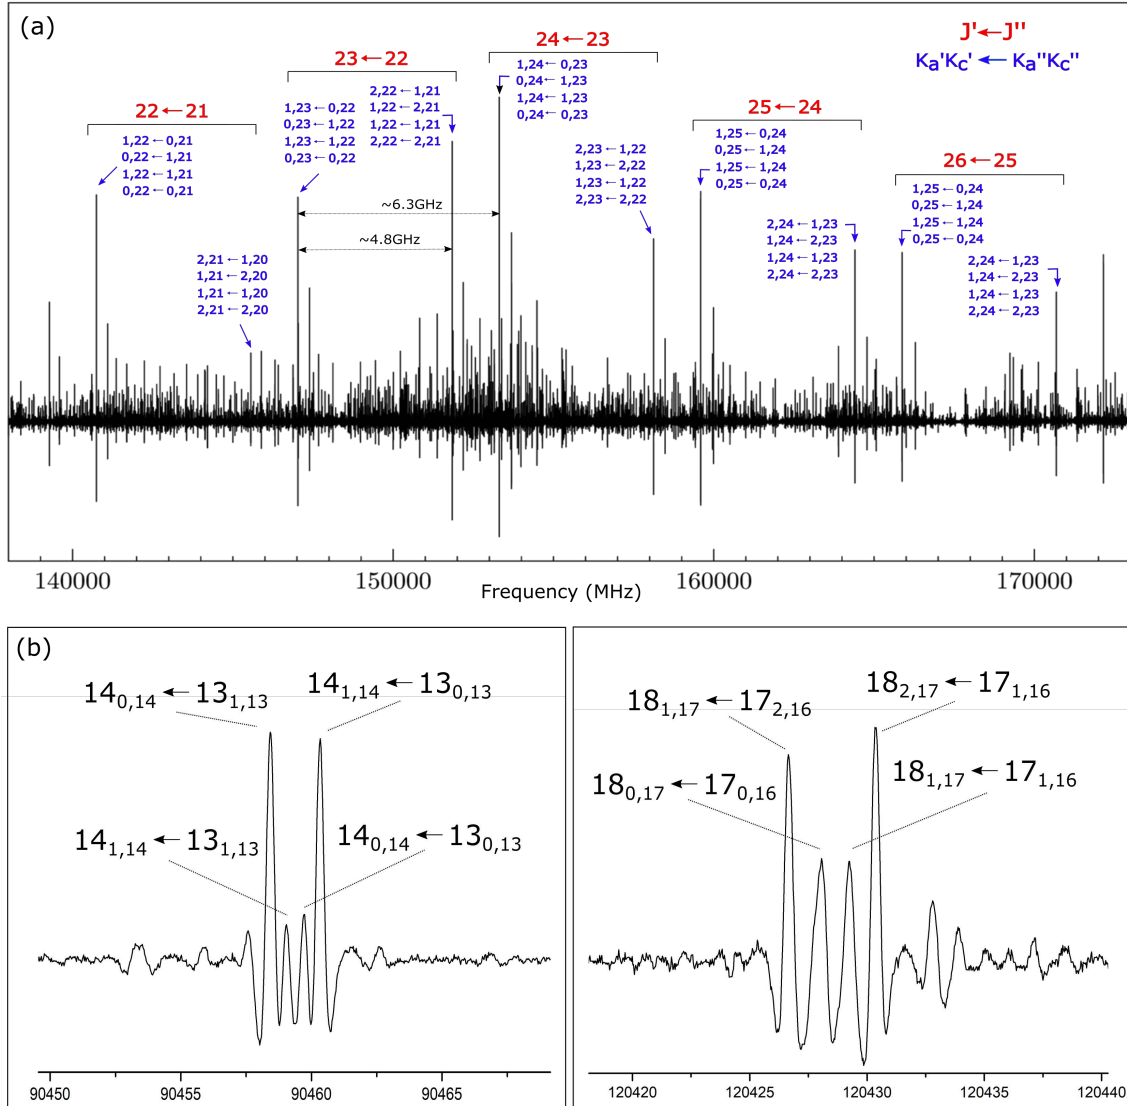 (a)
J'←J''
Ka'Kc' ← Ka''Kc''
22←21
1,22←0,21
0,22←1,21
1,22←1,21
0,22←0,21
2,21←1,20
1,21←2,20
1,21←1,20
2,21←2,20
23←22
1,23←0,22
0,23←1,22
1,23←1,22
0,23←0,22
2,22←1,21
1,22←2,21
1,22←1,21
2,22←2,21
24←23
1,24←0,23
0,24←1,23
1,24←1,23
0,24←0,23
2,23←1,22
1,23←2,22
1,23←1,22
2,23←2,22
25←24
1,25←0,24
0,25←1,24
1,25←1,24
0,25←0,24
2,24←1,23
1,24←2,23
1,24←1,23
2,24←2,23
26←25
1,25←0,24
0,25←1,24
1,25←1,24
0,25←0,24
2,24←1,23
1,24←2,23
1,24←1,23
2,24←2,23
~6.3GHz
~4.8GHz
140000 150000 160000 170000
Frequency (MHz)
(b)
14₀,₁₄ ← 13₁,₁₃
14₁,₁₄ ← 13₀,₁₃
14₁,₁₄ ← 13₁,₁₃
14₀,₁₄ ← 13₀,₁₃
90450 90455 90460 90465
18₁,₁₇ ← 17₂,₁₆
18₂,₁₇ ← 17₁,₁₆
18₀,₁₇ ← 17₀,₁₆
18₁,₁₇ ← 17₁,₁₆
120420 120425 120430 120435 120440